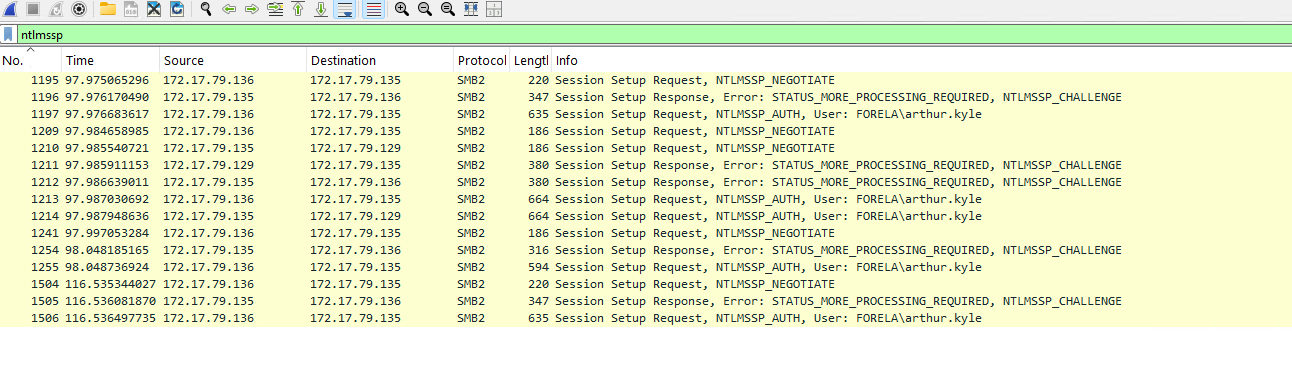 ntlmssp
No. Time Source Destination Protocol Lengtl Info
1195 97.975065296 172.17.79.136 172.17.79.135 SMB2 220 Session Setup Request, NTLMSSP_NEGOTIATE
1196 97.976170490 172.17.79.135 172.17.79.136 SMB2 347 Session Setup Response, Error: STATUS_MORE_PROCESSING_REQUIRED, NTLMSSP_CHALLENGE
1197 97.976683617 172.17.79.136 172.17.79.135 SMB2 635 Session Setup Request, NTLMSSP_AUTH, User: FORELA\arthur.kyle
1209 97.984658985 172.17.79.136 172.17.79.135 SMB2 186 Session Setup Request, NTLMSSP_NEGOTIATE
1210 97.985540721 172.17.79.135 172.17.79.129 SMB2 186 Session Setup Request, NTLMSSP_NEGOTIATE
1211 97.985911153 172.17.79.129 172.17.79.135 SMB2 380 Session Setup Response, Error: STATUS_MORE_PROCESSING_REQUIRED, NTLMSSP_CHALLENGE
1212 97.986639011 172.17.79.135 172.17.79.136 SMB2 380 Session Setup Response, Error: STATUS_MORE_PROCESSING_REQUIRED, NTLMSSP_CHALLENGE
1213 97.987030692 172.17.79.136 172.17.79.135 SMB2 664 Session Setup Request, NTLMSSP_AUTH, User: FORELA\arthur.kyle
1214 97.987948636 172.17.79.135 172.17.79.129 SMB2 664 Session Setup Request, NTLMSSP_AUTH, User: FORELA\arthur.kyle
1241 97.997053284 172.17.79.136 172.17.79.135 SMB2 186 Session Setup Request, NTLMSSP_NEGOTIATE
1254 98.048185165 172.17.79.135 172.17.79.136 SMB2 316 Session Setup Response, Error: STATUS_MORE_PROCESSING_REQUIRED, NTLMSSP_CHALLENGE
1255 98.048736924 172.17.79.136 172.17.79.135 SMB2 594 Session Setup Request, NTLMSSP_AUTH, User: FORELA\arthur.kyle
1504 116.535344027 172.17.79.136 172.17.79.135 SMB2 220 Session Setup Request, NTLMSSP_NEGOTIATE
1505 116.536081870 172.17.79.135 172.17.79.136 SMB2 347 Session Setup Response, Error: STATUS_MORE_PROCESSING_REQUIRED, NTLMSSP_CHALLENGE
1506 116.536497735 172.17.79.136 172.17.79.135 SMB2 635 Session Setup Request, NTLMSSP_AUTH, User: FORELA\arthur.kyle